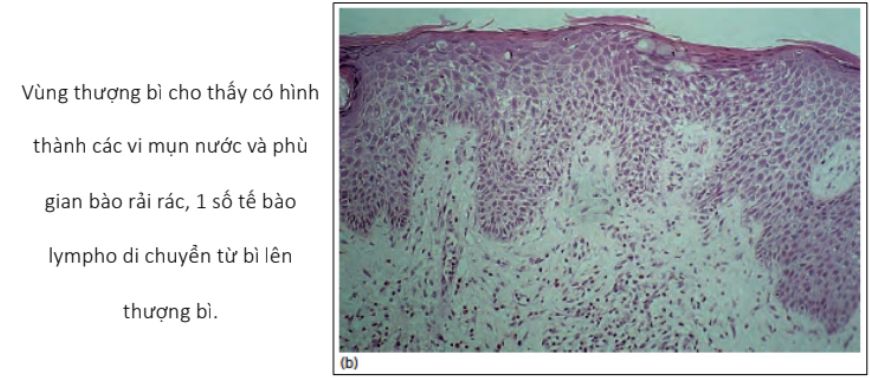 Vùng thượng bì cho thấy có hình
thành các vi mụn nước và phù
gian bào rải rác, 1 số tế bào
lympho di chuyển từ bì lên
thượng bì.
(b)